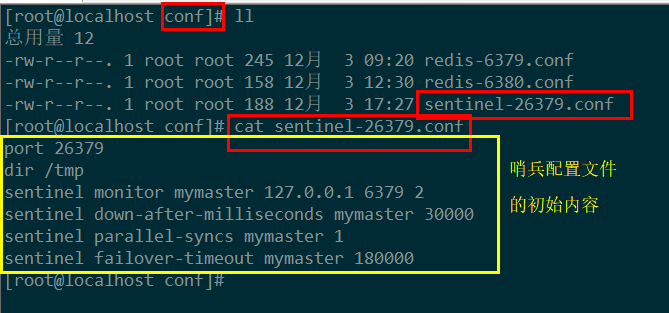 [root@localhost conf]# ll
总用量 12
-rw-r--r--. 1 root root 245 12月  3 09:20 redis-6379.conf
-rw-r--r--. 1 root root 158 12月  3 12:30 redis-6380.conf
-rw-r--r--. 1 root root 188 12月  3 17:27 sentinel-26379.conf
[root@localhost conf]# cat sentinel-26379.conf
port 26379
dir /tmp
sentinel monitor mymaster 127.0.0.1 6379 2
sentinel down-after-milliseconds mymaster 30000
sentinel parallel-syncs mymaster 1
sentinel failover-timeout mymaster 180000
[root@localhost conf]#
哨兵配置文件
的初始内容